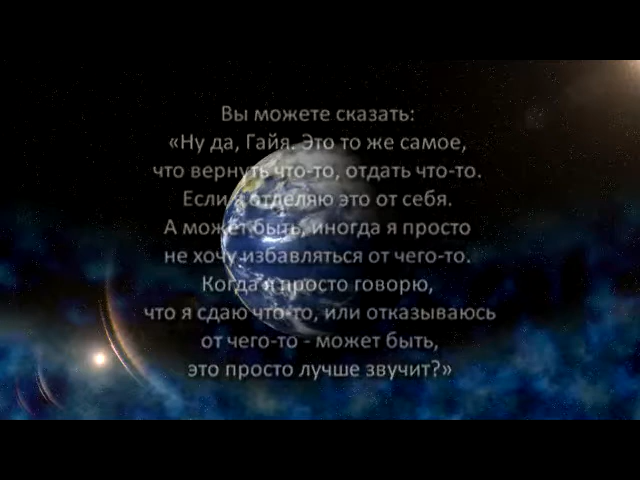 Вы можете сказать:
«Ну да, Гайя. Это то же самое,
что вернуть что-то, отдать что-то.
Если я отделяю это от себя.
А может быть, иногда я просто
не хочу избавляться от чего-то.
Когда я просто говорю,
что я сдаю что-то, или отказываюсь
от чего-то - может быть,
это просто лучше звучит?»